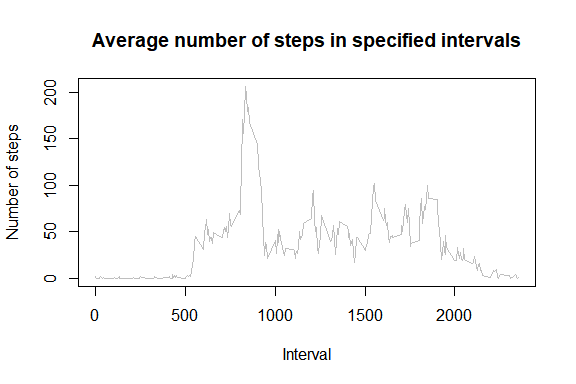 Average number of steps in specified intervals
Number of steps
200
150
100
50
0
0 500 1000 1500 2000
Interval